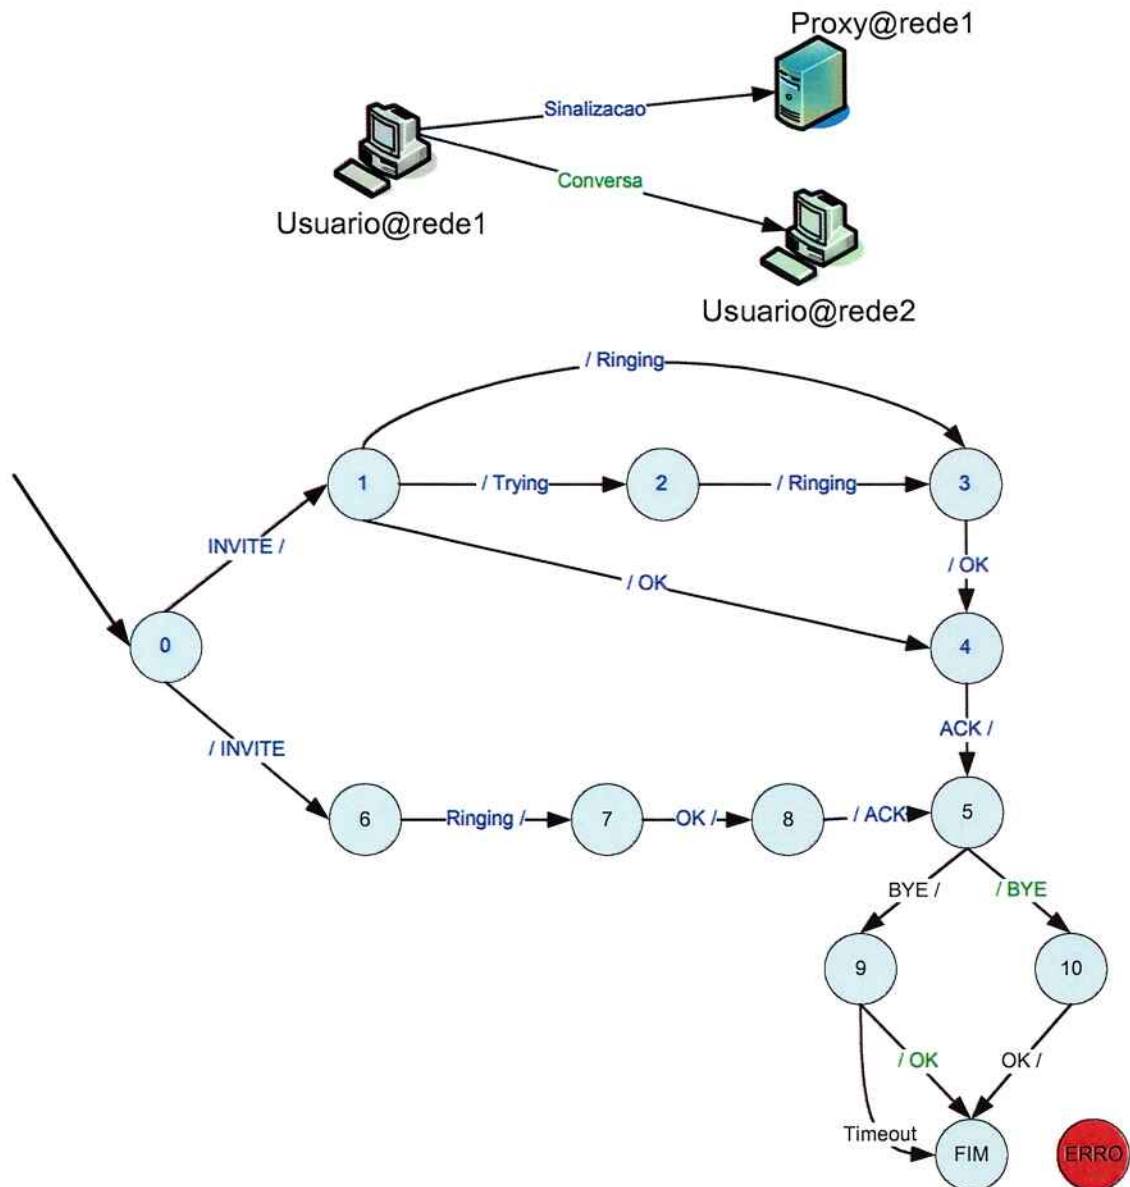 Proxy@rede1
Sinalizacao
Conversa
Usuario@rede1
Usuario@rede2
/ Ringing
1
/ Trying
2
/ Ringing
3
INVITE /
/ OK
/ OK
0
4
/ INVITE
ACK /
6
Ringing /
7
OK /
8
/ ACK
5
BYE /
/ BYE
9
10
/ OK
OK /
Timeout
FIM
ERRO